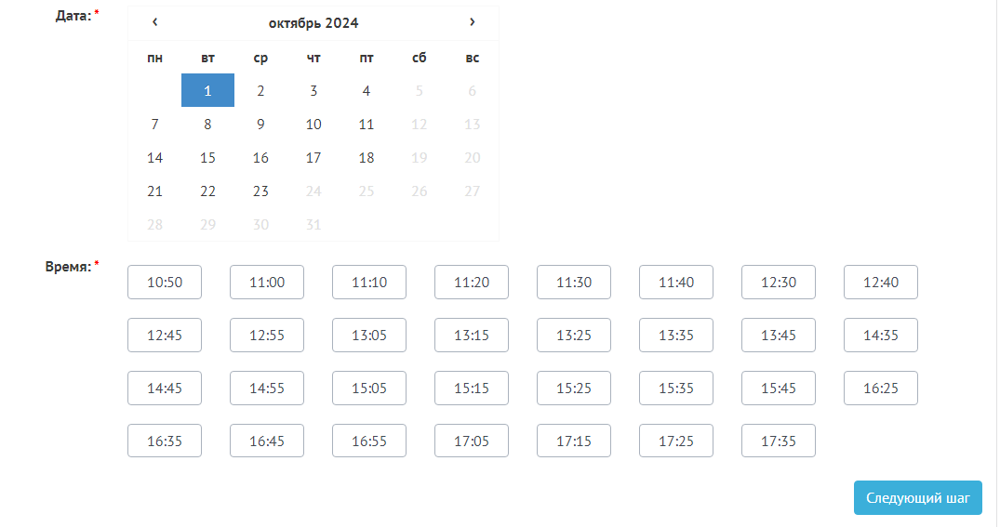 Дата: *
‹ октябрь 2024 ›
пн вт ср чт пт сб вс
1 2 3 4 5 6
7 8 9 10 11 12 13
14 15 16 17 18 19 20
21 22 23 24 25 26 27
28 29 30 31
Время: *
10:50 11:00 11:10 11:20 11:30 11:40 12:30 12:40
12:45 12:55 13:05 13:15 13:25 13:35 13:45 14:35
14:45 14:55 15:05 15:15 15:25 15:35 15:45 16:25
16:35 16:45 16:55 17:05 17:15 17:25 17:35
Следующий шаг